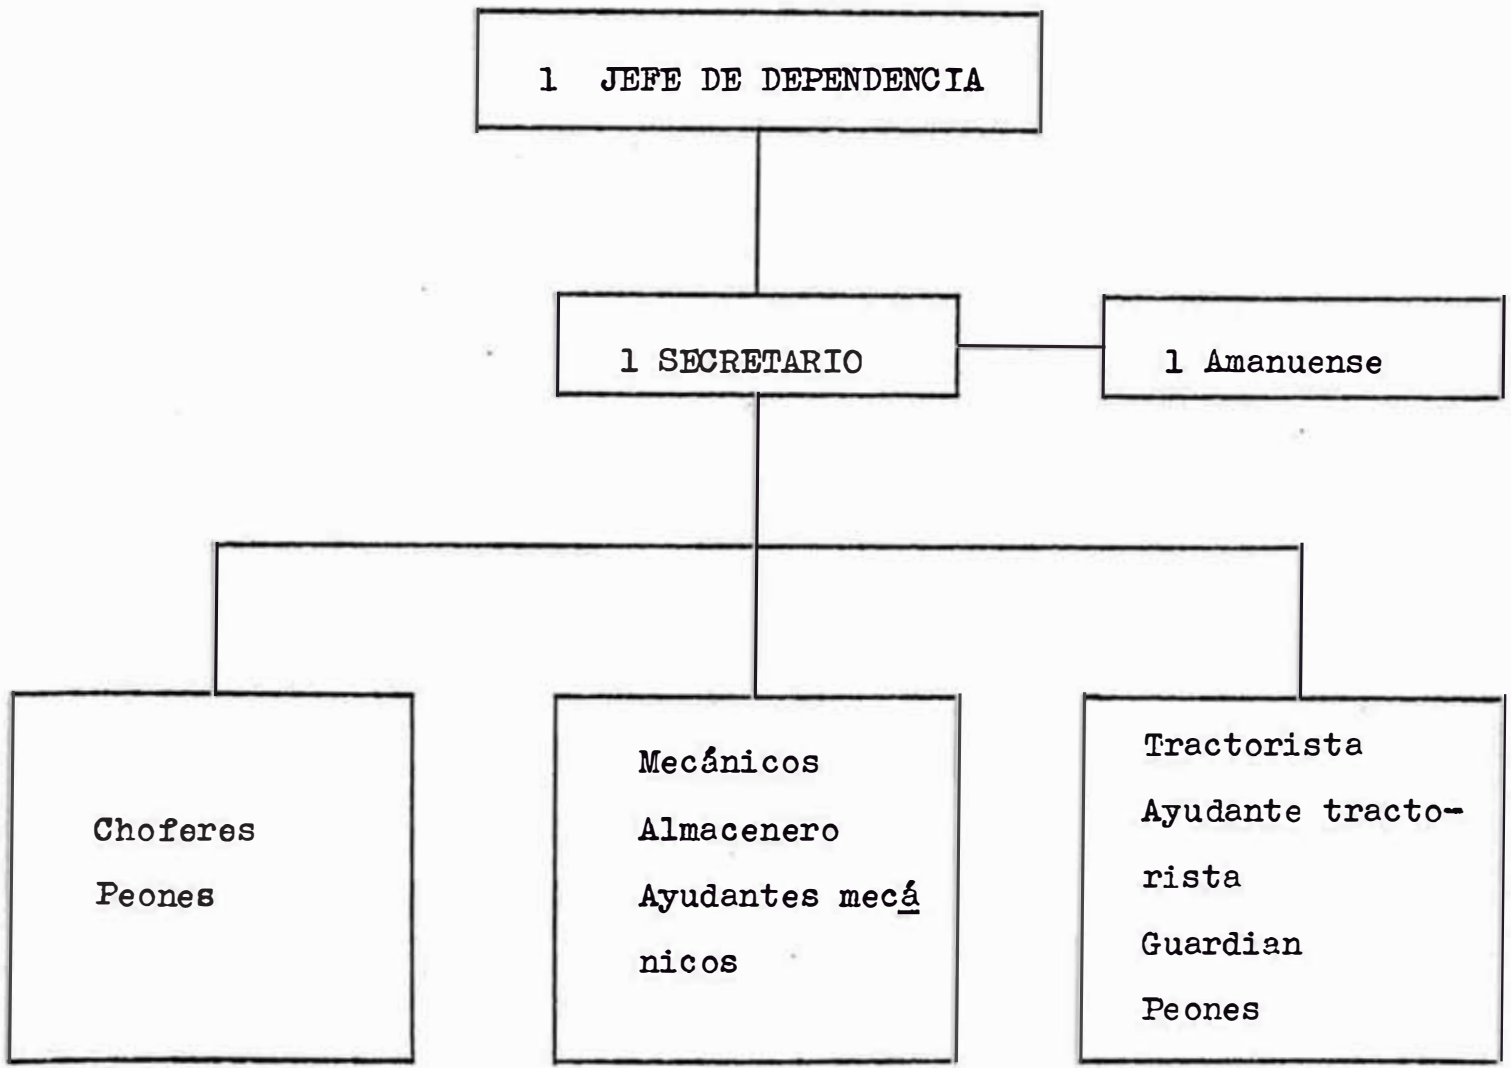 1 JEFE DE DEPENDENCIA
1 SECRETARIO
1 Amanuense
Choferes
Peones
Mecánicos
Almacenero
Ayudantes mecá
nicos
Tractorista
Ayudante tracto-
rista
Guardian
Peones